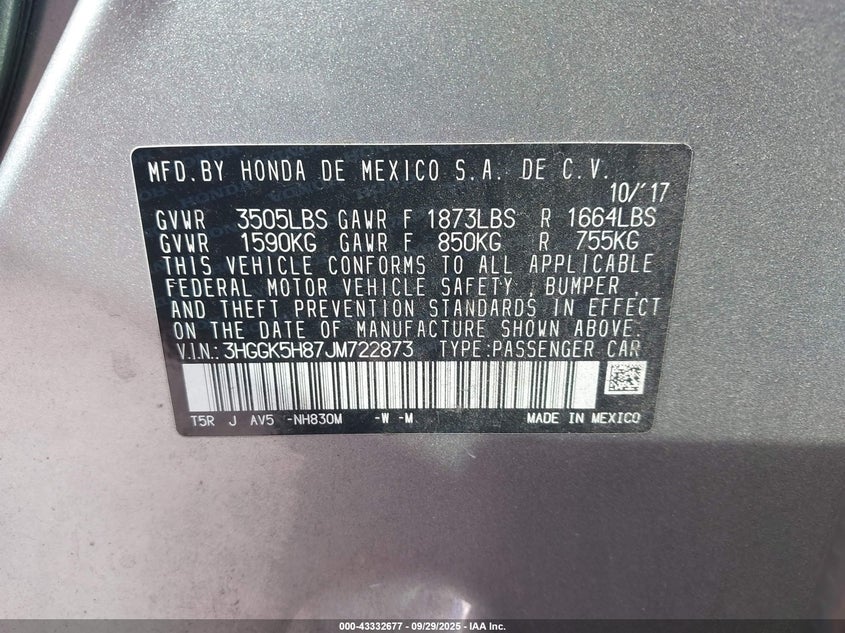 MFD.BY HONDA DE MEXICO S.A. DE C.V.
10/'17
GVWR 3505LBS GAWR F 1873LBS R 1664LBS
GVWR 1590KG GAWR F 850KG R 755KG
THIS VEHICLE CONFORMS TO ALL APPLICABLE
FEDERAL MOTOR VEHICLE SAFETY , BUMPER ,
AND THEFT PREVENTION STANDARDS IN EFFECT
ON THE DATE OF MANUFACTURE SHOWN ABOVE.
V.I.N.: 3HGGK5H87JM722873 TYPE:PASSENGER CAR
T5R J AV5 -NH830M -W -M MADE IN MEXICO
000-43332677 - 09/29/2025 - IAA Inc.